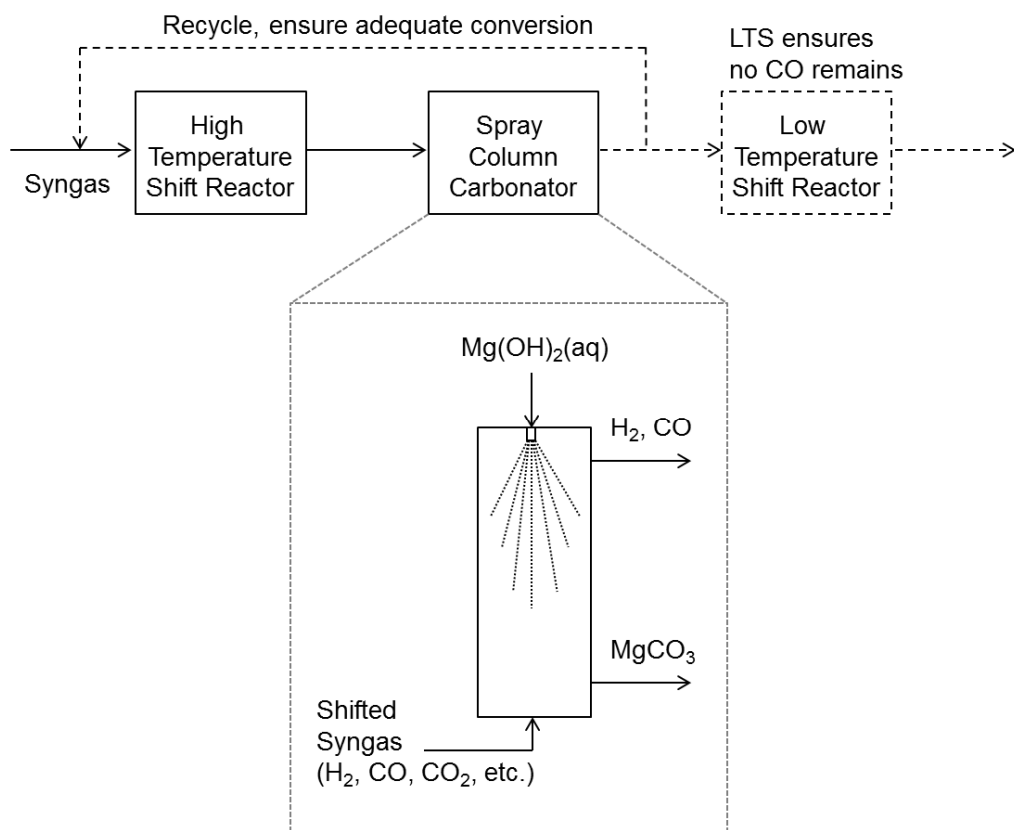 Recycle, ensure adequate conversion
LTS ensures
no CO remains
Syngas
High
Temperature
Shift Reactor
Spray
Column
Carbonator
Low
Temperature
Shift Reactor
Mg(OH)₂(aq)
H₂, CO
MgCO₃
Shifted
Syngas
(H₂, CO, CO₂, etc.)